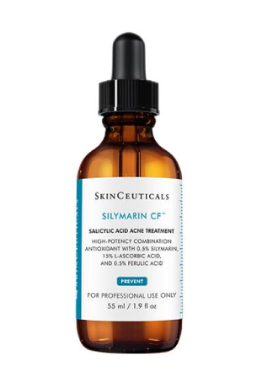 SKINCEUTICALS
SILYMARIN CF™
SALICYLIC ACID ACNE TREATMENT
HIGH-POTENCY COMBINATION
ANTIOXIDANT WITH 0.5% SILYMARIN,
15% L-ASCORBIC ACID,
AND 0.5% FERULIC ACID
PREVENT
FOR PROFESSIONAL USE ONLY
55 ml / 1.9 fl oz